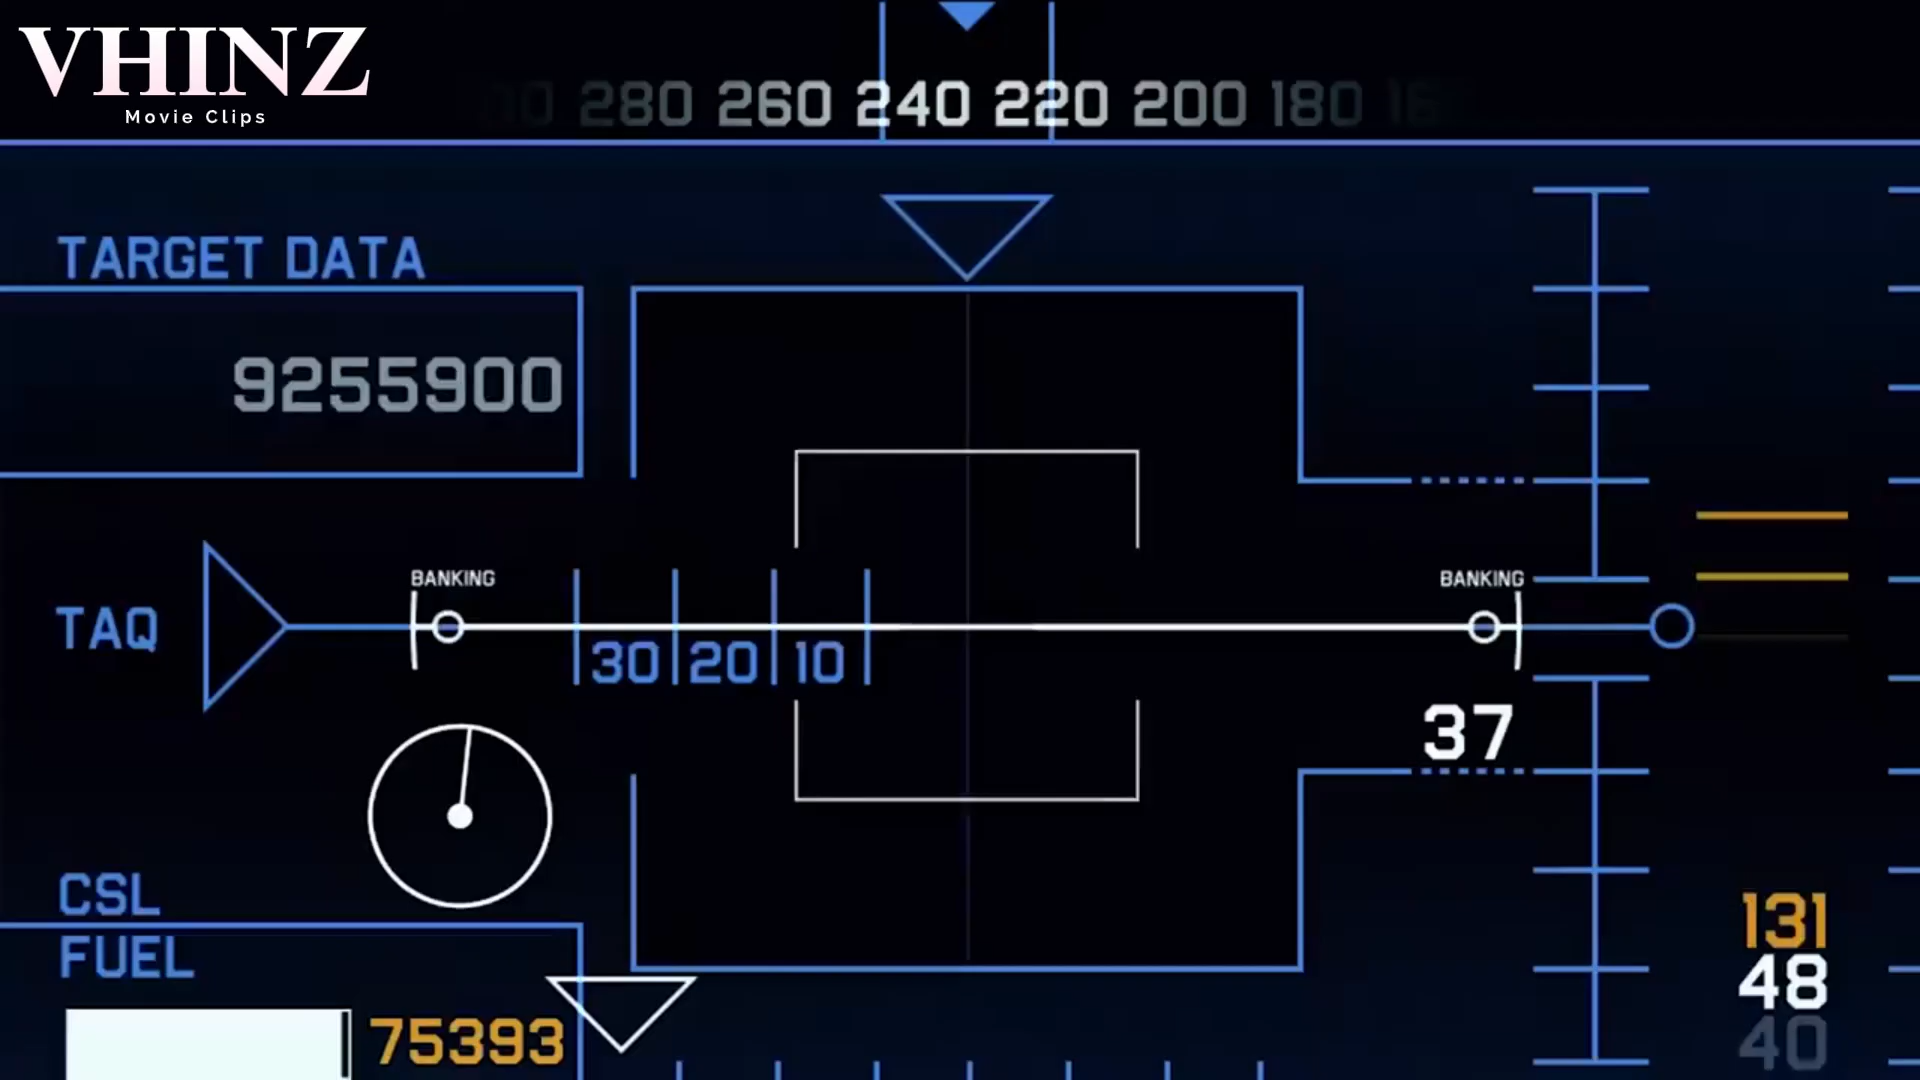 VHINZ
Movie Clips
280 260 240 220 200 180
TARGET DATA
9255900
BANKING
BANKING
TAQ
30 20 10
37
CSL
FUEL
75393
131
48
40